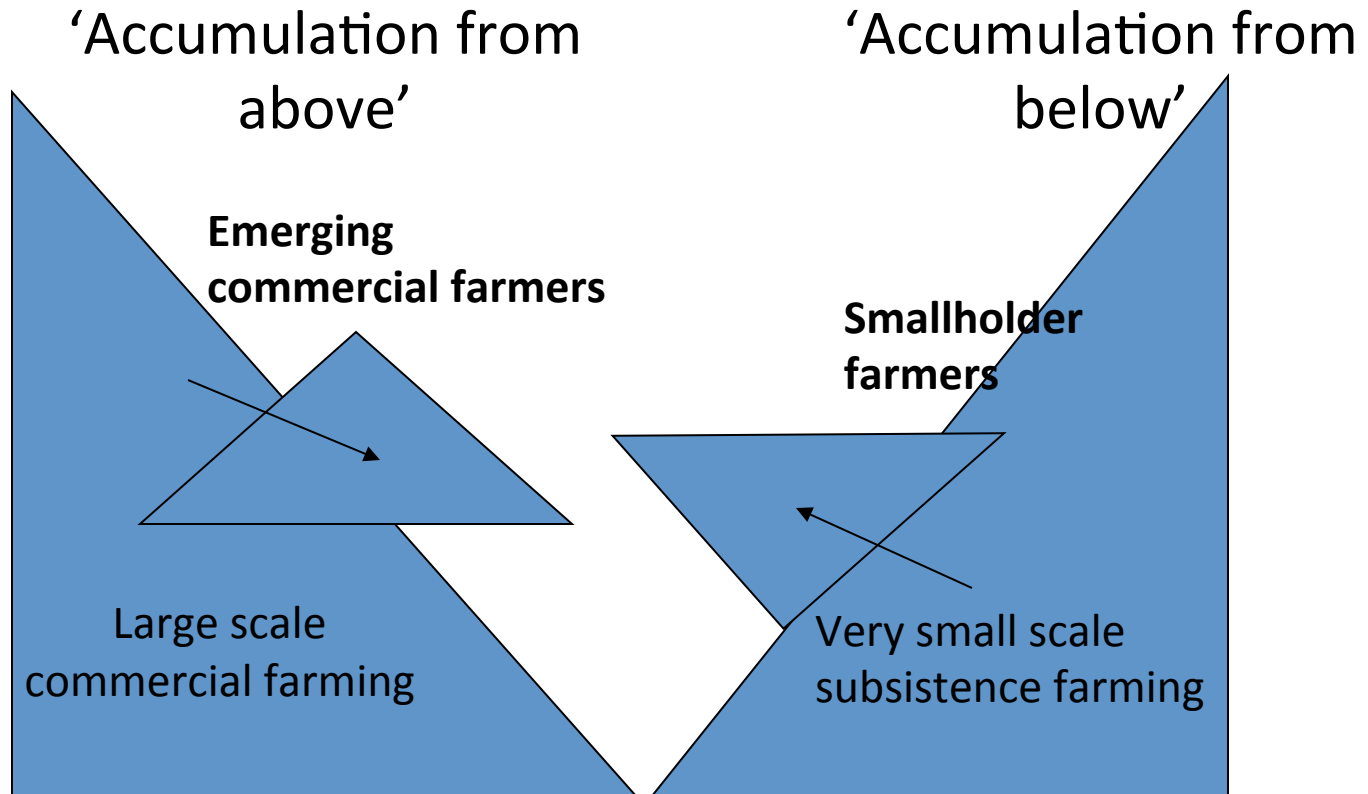 ‘Accumulation from
above’
‘Accumulation from
below’
Emerging
commercial farmers
Smallholder
farmers
Large scale
commercial farming
Very small scale
subsistence farming